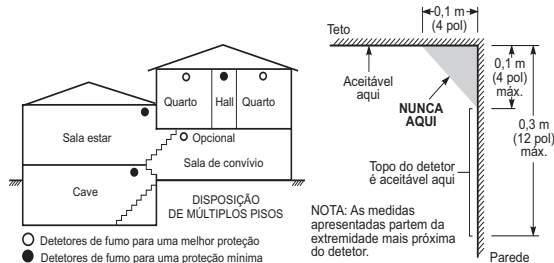 Quarto
Hall
Quarto
Sala estar
Opcional
Sala de convívio
Cave
DISPOSIÇÃO
DE MÚLTIPLOS PISOS
Detetores de fumo para uma melhor proteção
Detetores de fumo para uma proteção mínima
0,1 m
(4 pol)
Teto
Aceitável
aqui
NUNCA
AQUI
0,1 m
(4 pol)
máx.
0,3 m
(12 pol)
máx.
Topo do detetor
é aceitável aqui
NOTA: As medidas
apresentadas partem da
extremidade mais próxima
do detetor.
Parede